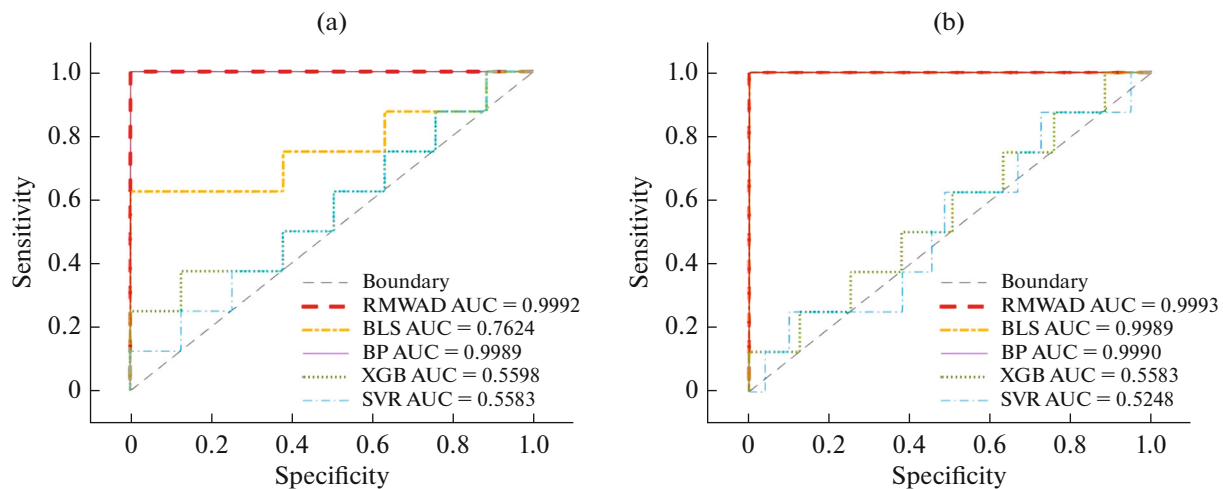 (a)
1.0
0.8
0.6
0.4
0.2
0
Sensitivity
Boundary
RMWAD AUC = 0.9992
BLS AUC = 0.7624
BP AUC = 0.9989
XGB AUC = 0.5598
SVR AUC = 0.5583
0 0.2 0.4 0.6 0.8 1.0
Specificity
(b)
1.0
0.8
0.6
0.4
0.2
0
Sensitivity
Boundary
RMWAD AUC = 0.9993
BLS AUC = 0.9989
BP AUC = 0.9990
XGB AUC = 0.5583
SVR AUC = 0.5248
0 0.2 0.4 0.6 0.8 1.0
Specificity